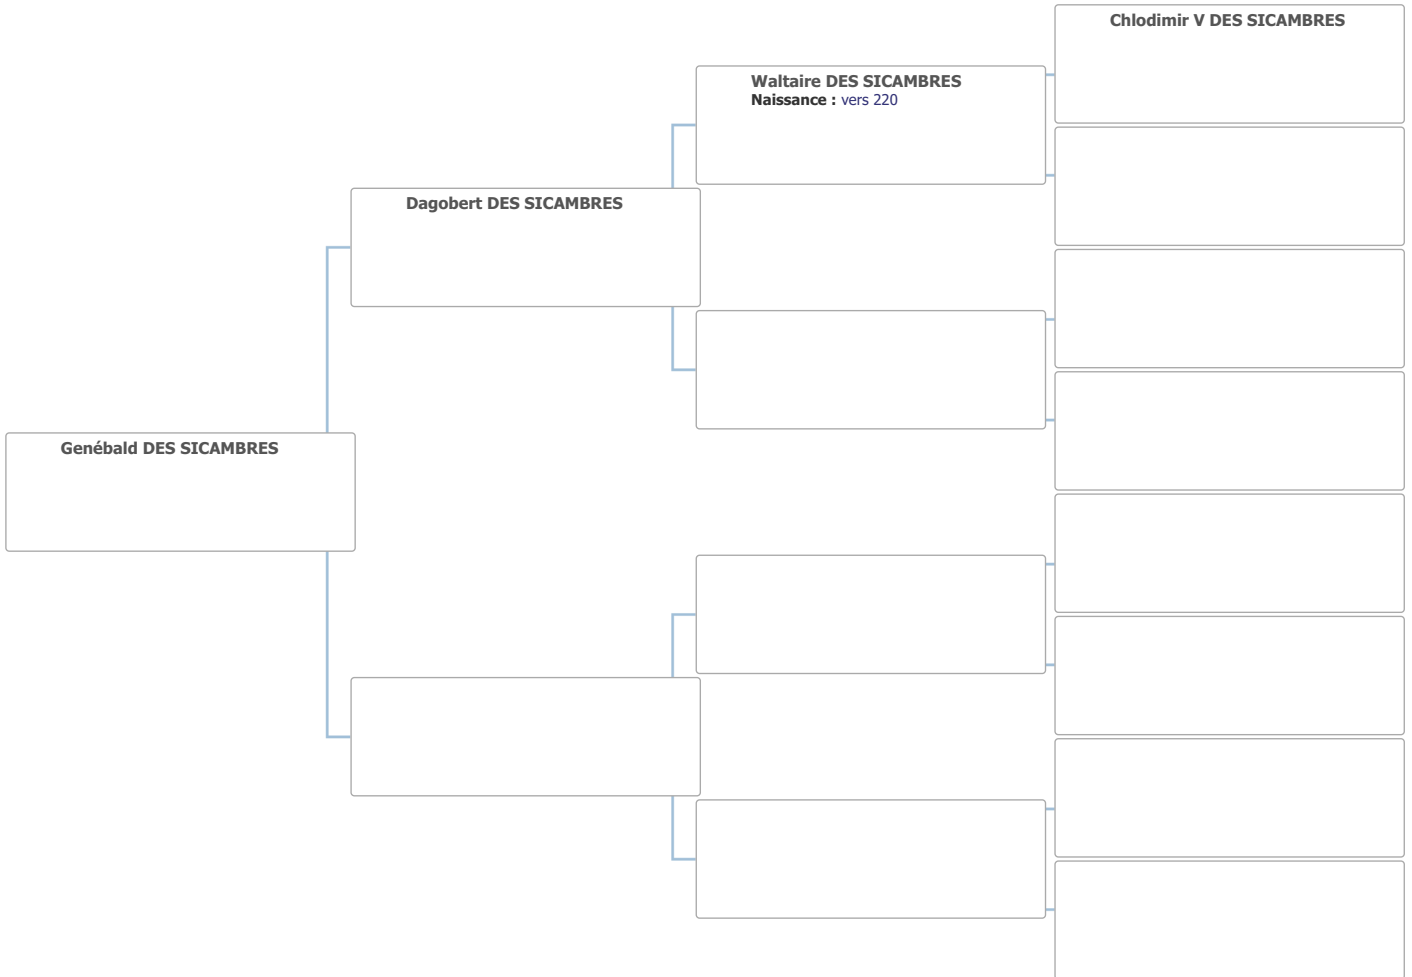 Chlodimir V DES SICAMBRES
Waltaire DES SICAMBRES
Naissance : vers 220
Dagobert DES SICAMBRES
Genébald DES SICAMBRES